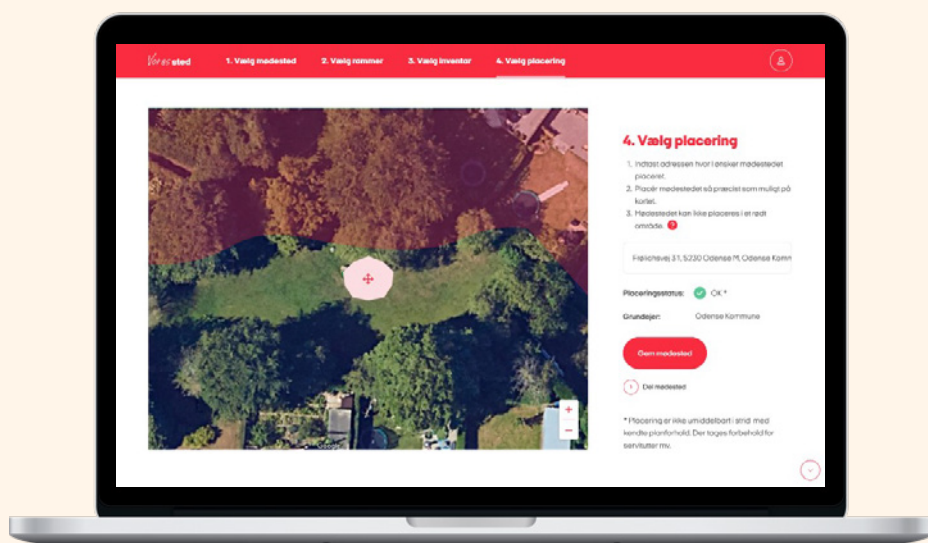 Vores sted
1. Vælg mødested
2. Vælg rammer
3. Vælg inventar
4. Vælg placering
4. Vælg placering
1. Indtast adressen hvor I ønsker mødestedet
placeret.
2. Placér mødestedet så præcist som muligt på
kortet.
3. Mødestedet kan ikke placeres i et rødt
område. ?
31, 5230 Odense M, Odense Komm
Placeringsstatus: OK *
Grundejer: Odense Kommune
Gem mødested
Del mødested
* Placering er ikke umiddelbart i strid med
kendte planforhold. Der tages forbehold for
servitutter mv.
+
−